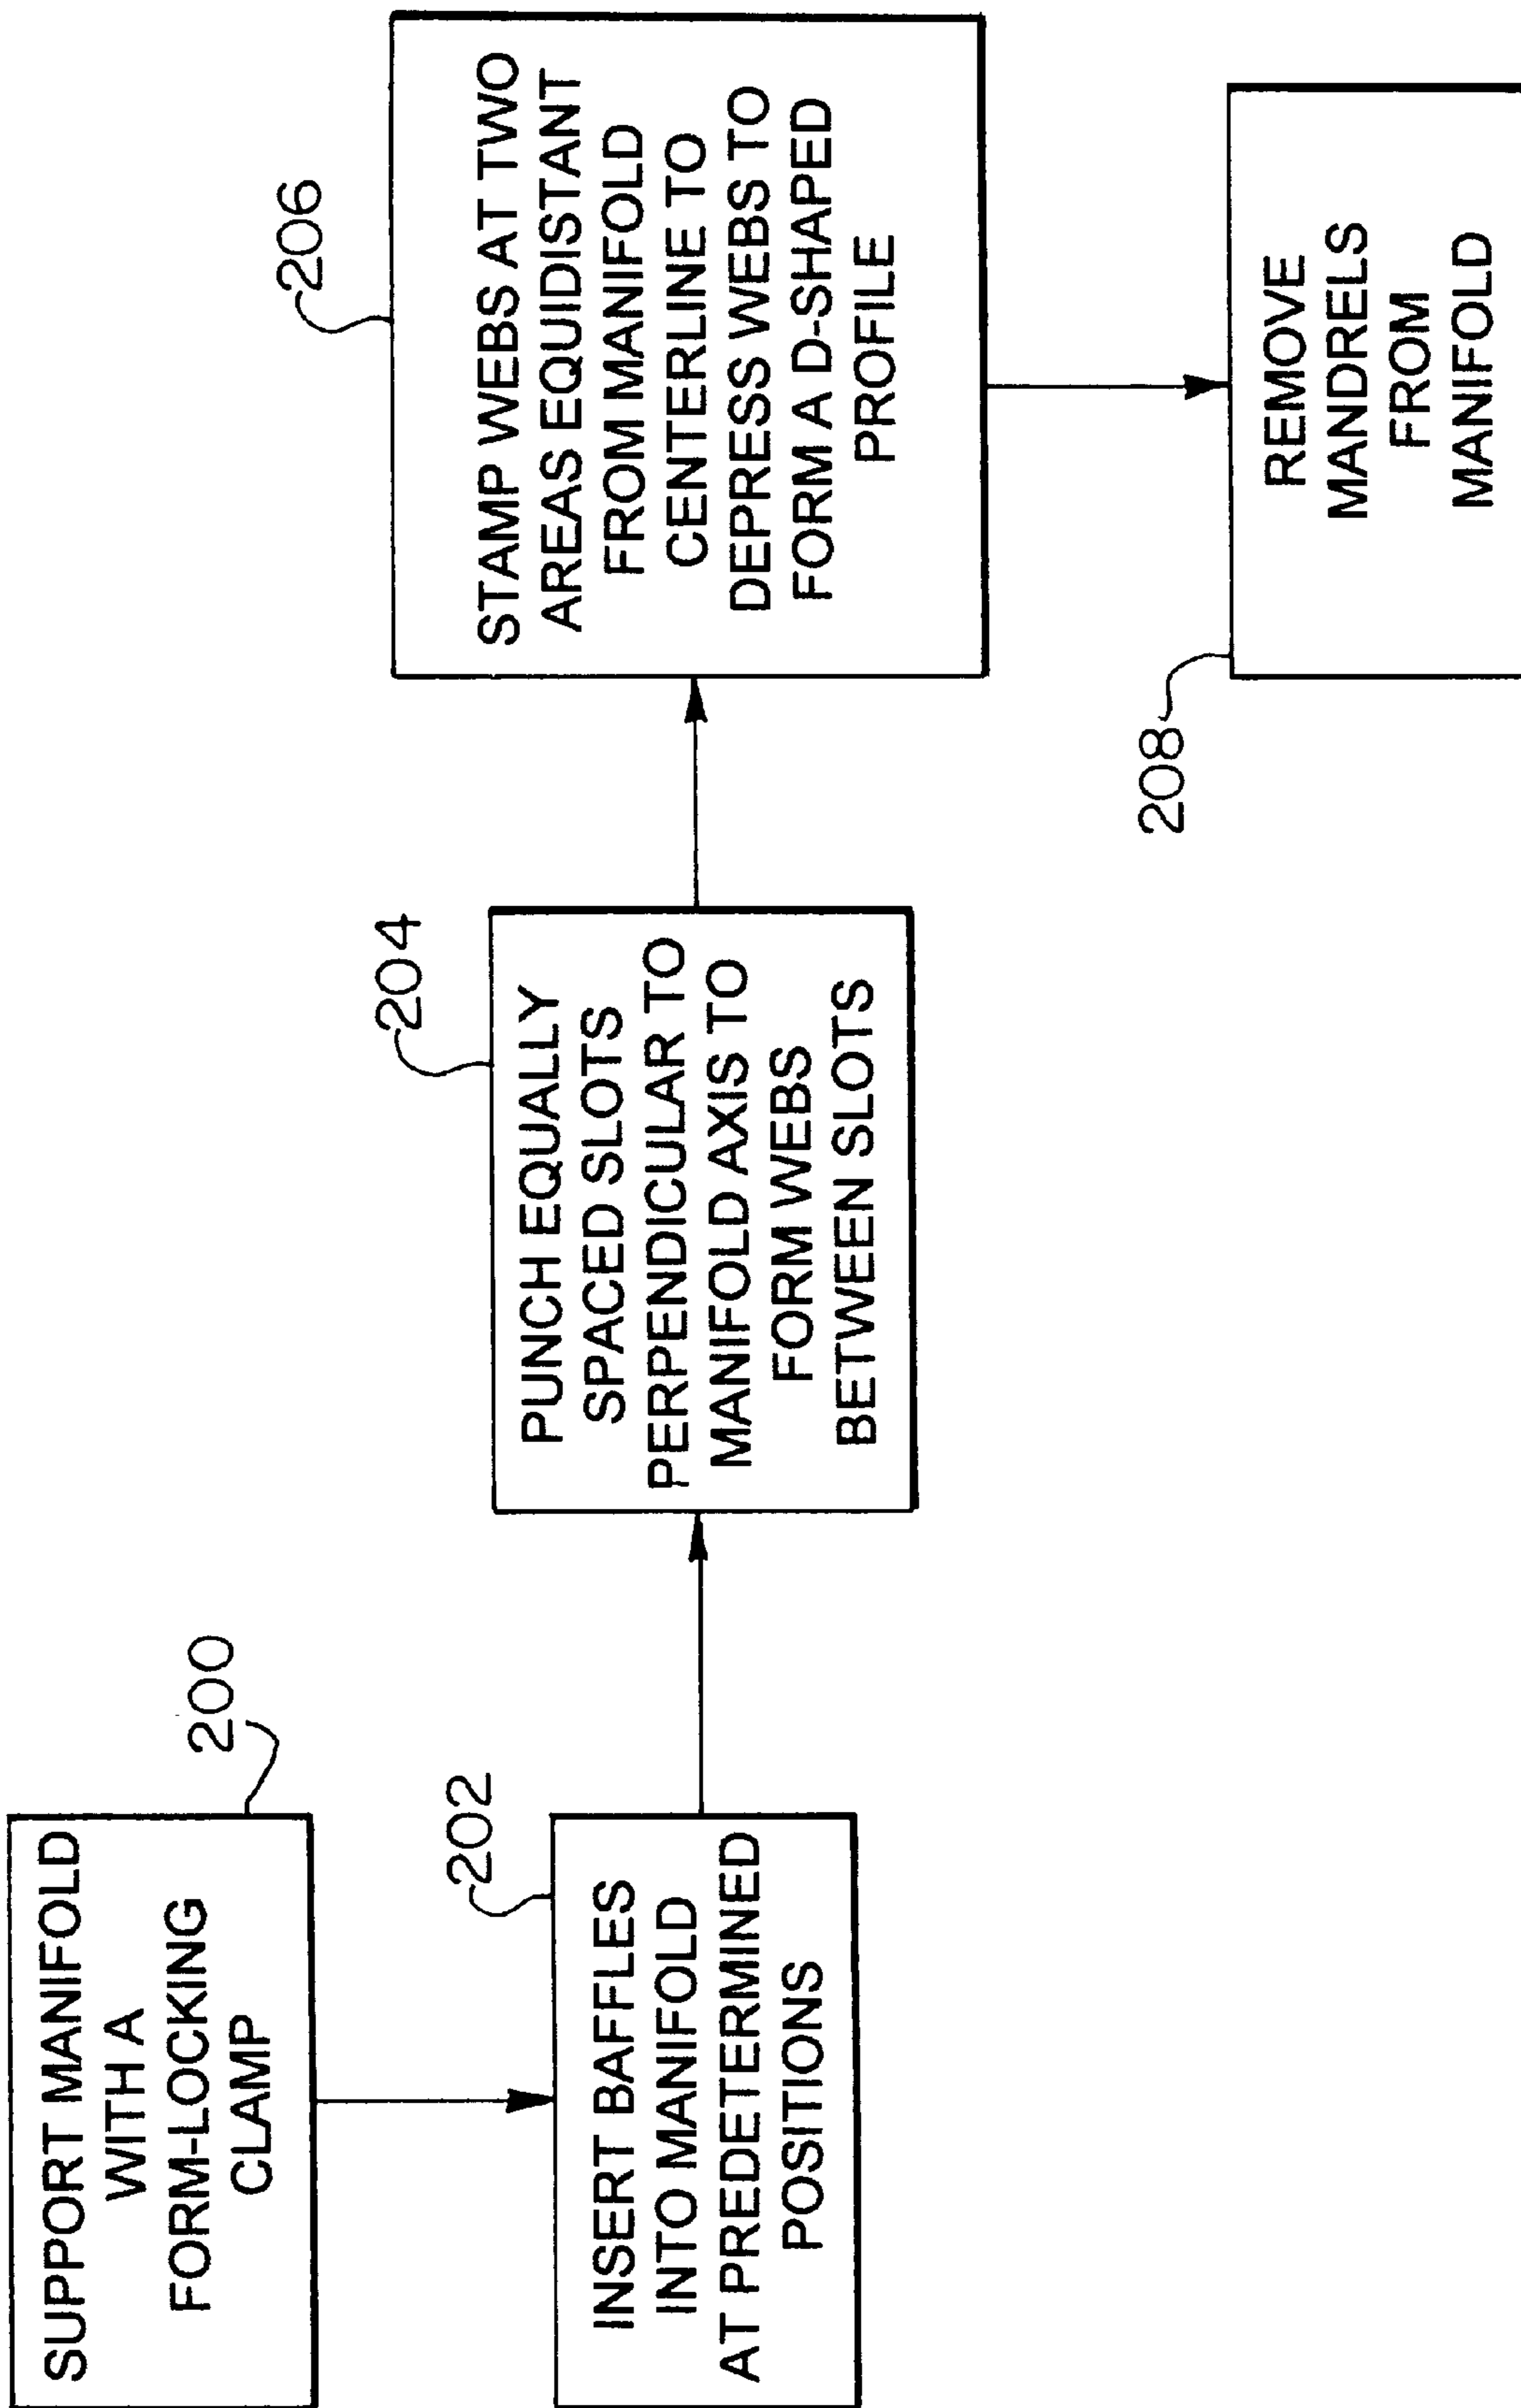 200
SUPPORT MANIFOLD
WITH A
FORM-LOCKING
CLAMP
202
INSERT BAFFLES
INTO MANIFOLD
AT PREDETERMINED
POSITIONS
204
PUNCH EQUALLY
SPACED SLOTS
PERPENDICULAR TO
MANIFOLD AXIS TO
FORM WEBS
BETWEEN SLOTS
206
STAMP WEBS AT TWO
AREAS EQUIDISTANT
FROM MANIFOLD
CENTERLINE TO
DEPRESS WEBS TO
FORM A D-SHAPED
PROFILE
208
REMOVE
MANDRELS
FROM
MANIFOLD